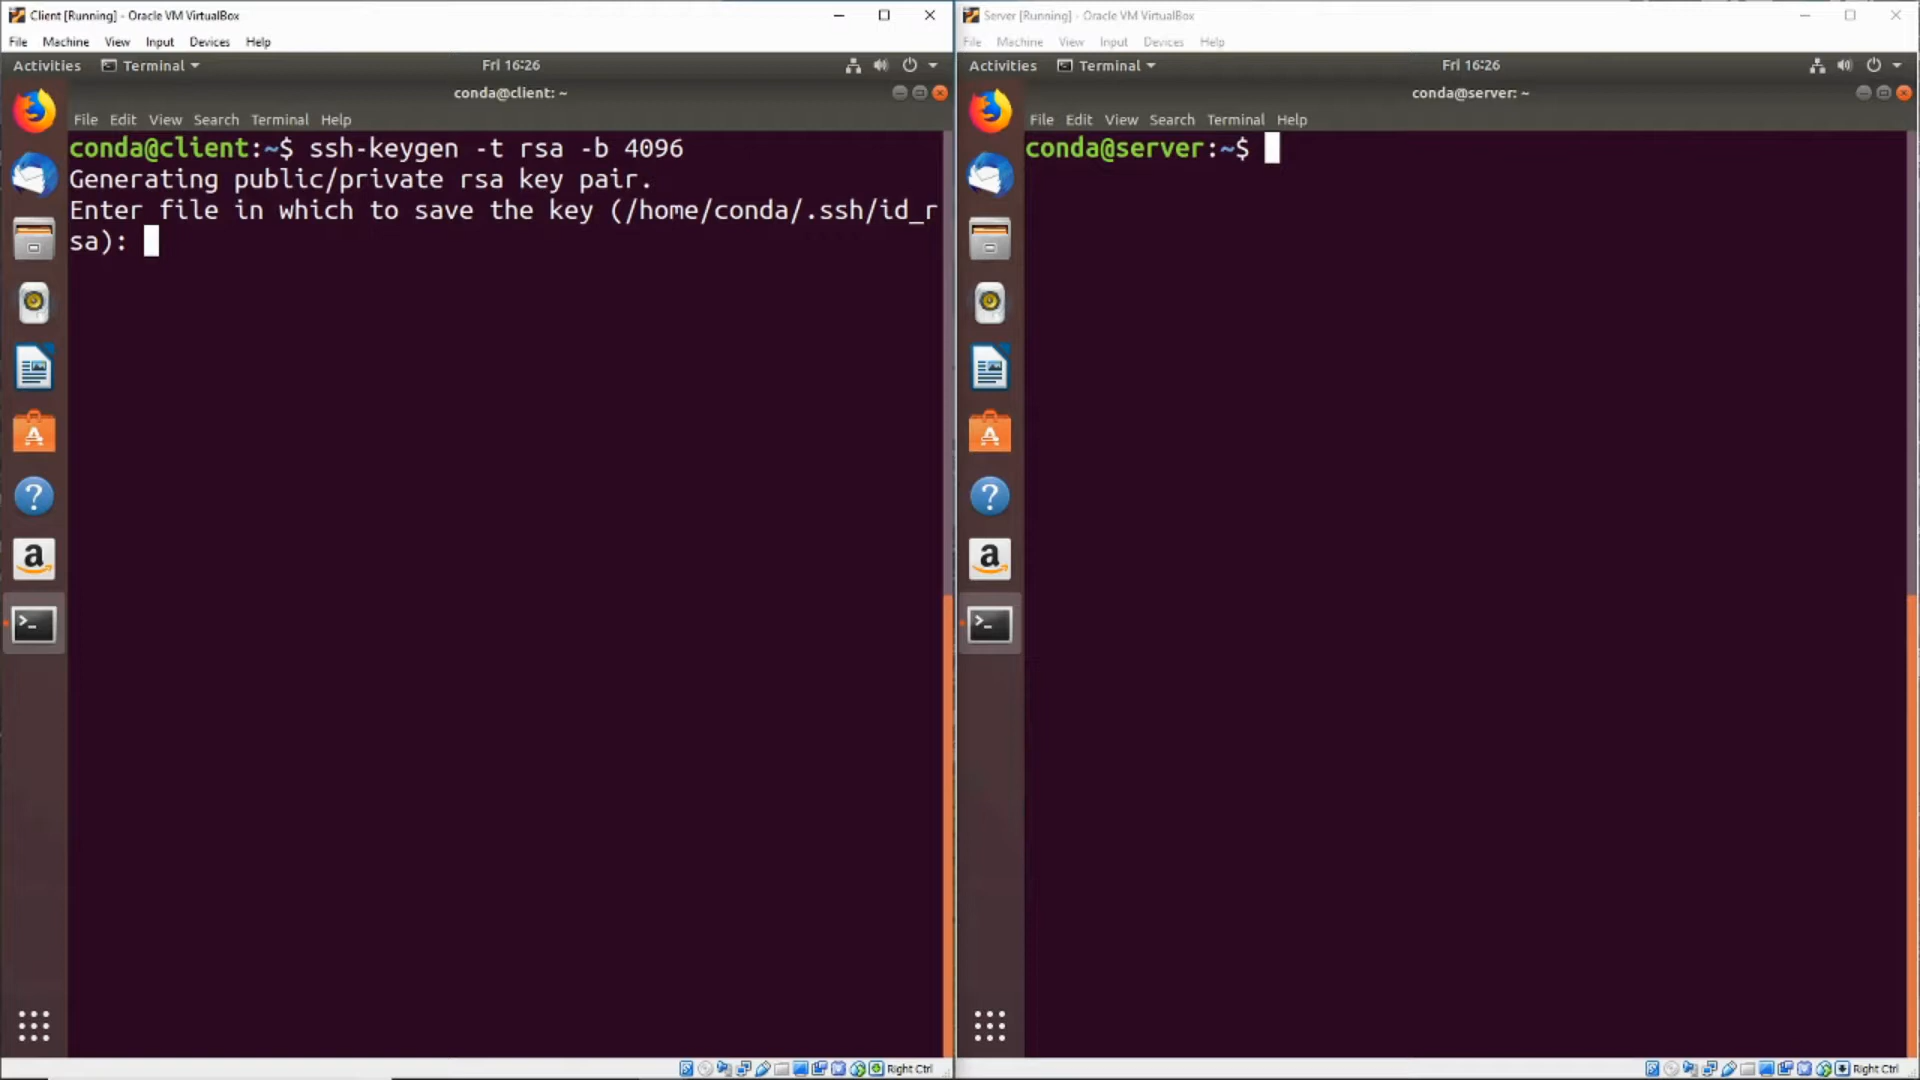 Client [Running] - Oracle VM VirtualBox
File Machine View Input Devices Help
Activities Terminal Fri 16:26
conda@client: ~
File Edit View Search Terminal Help
conda@client:~$ ssh-keygen -t rsa -b 4096
Generating public/private rsa key pair.
Enter file in which to save the key (/home/conda/.ssh/id_r
sa):
Right Ctrl
Server [Running] - Oracle VM VirtualBox
File Machine View Input Devices Help
Activities Terminal Fri 16:26
conda@server: ~
File Edit View Search Terminal Help
conda@server:~$
Right Ctrl